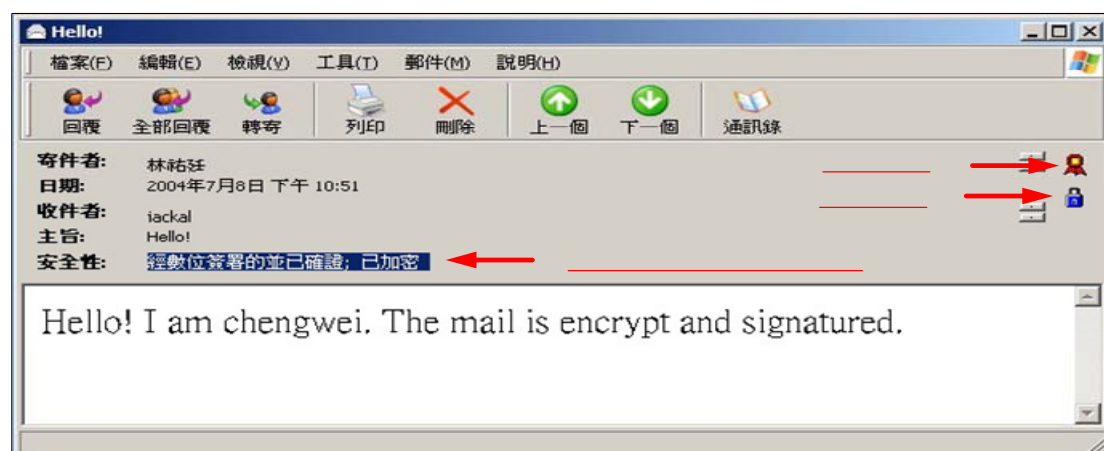 Hello!
檔案(F) 編輯(E) 檢視(V) 工具(T) 郵件(M) 說明(H)
回覆 全部回覆 轉寄 列印 刪除 上一個 下一個 通訊錄
寄件者: 林祐廷
日期: 2004年7月8日 下午 10:51
收件者: jackal
主旨: Hello!
安全性: 經數位簽署的並已確證; 已加密
Hello! I am chengwei. The mail is encrypt and signatured.